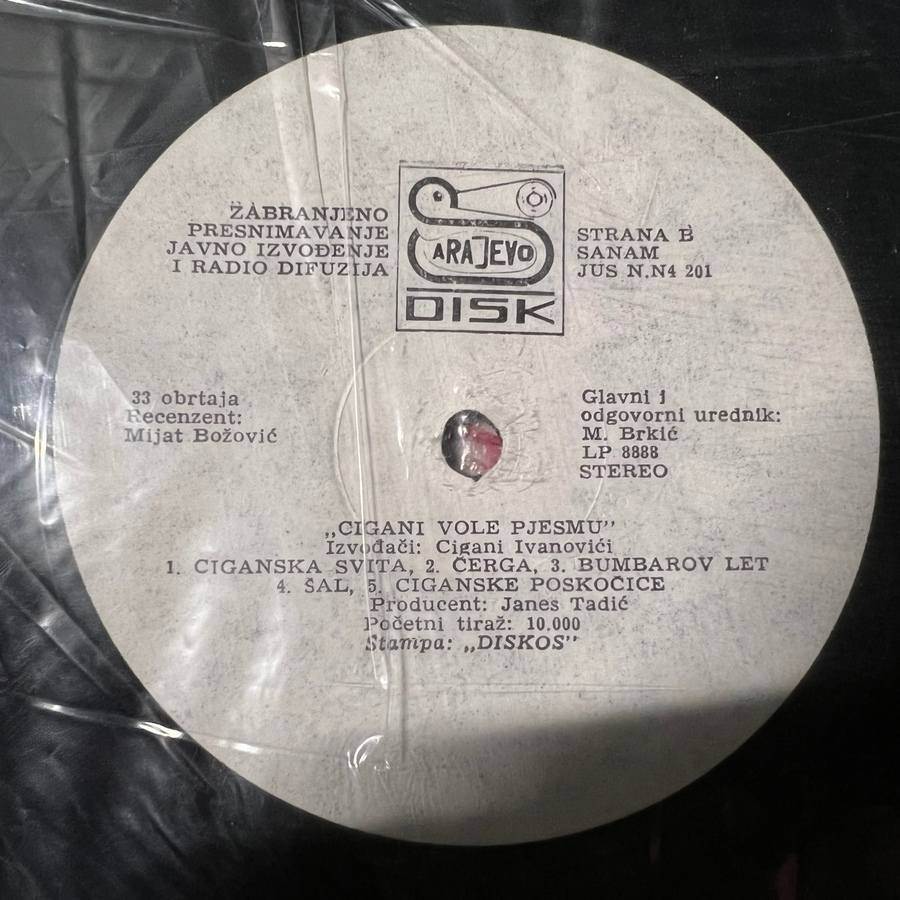 ZABRANJENO
PRESNIMAVANJE
JAVNO IZVOĐENJE
I RADIO DIFUZIJA
SARAJEVO
DISK
STRANA B
SANAM
JUS N.N4 201
33 obrtaja
Recenzent:
Mijat Božović
Glavni i
odgovorni urednik:
M. Brkić
LP 8888
STEREO
„CIGANI VOLE PJESMU”
Izvođači: Cigani Ivanovići
1. CIGANSKA SVITA, 2. ČERGA, 3. BUMBAROV LET
4. ŠAL, 5. CIGANSKE POSKOČICE
Producent: Janes Tadić
Početni tiraž: 10.000
Štampa: „DISKOS”